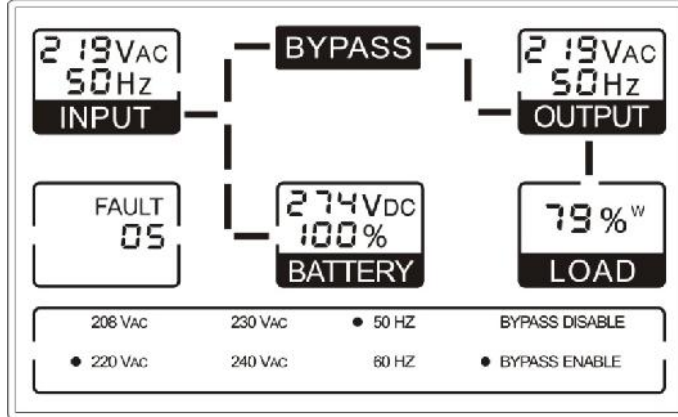 219VAC
50Hz
INPUT
BYPASS
219VAC
50Hz
OUTPUT
FAULT
05
274VDC
100%
BATTERY
79%W
LOAD
208 VAC 230 VAC ● 50 HZ BYPASS DISABLE
● 220 VAC 240 VAC 60 HZ ● BYPASS ENABLE